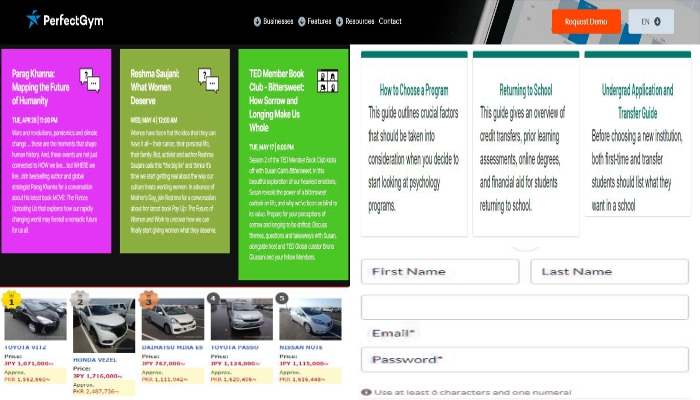 PerfectGym
Businesses
Features
Resources
Contact
Request Demo
EN
Parag Khanna:
Mapping the Future
of Humanity
TUE, APR 26 | 11:00 PM
Wars and revolutions, pandemics and climate
change... these are the moments that shape
human history. And, these events are not just
connected to HOW we live... but WHERE we
live. Join bestselling author and global
strategist Parag Khanna for a conversation
about his latest book MOVE: The Forces
Uprooting Us that explores how our rapidly
changing world may foretell a nomadic future
for us all.
Reshma Saujani:
What Women
Deserve
WED, MAY 4 | 12:00 AM
Women have been fed the idea that they can
have it all— their career, their personal life,
their family. But, activist and author Reshma
Saujani calls this "the big lie" and thinks it's
time we start getting real about the way our
culture treats working women. In advance of
Mother's Day, join Reshma for a conversation
about her latest book Pay Up: The Future of
Women and Work to uncover how we can
finally start giving women what they deserve.
TED Member Book
Club - Bittersweet:
How Sorrow and
Longing Make Us
Whole
TUE, MAY 17 | 8:00 PM
Season 2 of the TED Member Book Club kicks
off with Susan Cain's Bittersweet. In this
beautiful exploration of our heaviest emotions,
Susan reveals the power of a bittersweet
outlook on life, and why we've been so blind to
its value. Prepare for your perceptions of
sorrow and longing to be shifted. Discuss
themes, questions and takeaways with Susan,
alongside host and TED Global curator Bruno
Giussani and your fellow Members.
How to Choose a Program
This guide outlines crucial factors
that should be taken into
consideration when you decide to
start looking at psychology
programs.
Returning to School
This guide gives an overview of
credit transfers, prior learning
assessments, online degrees,
and financial aid for students
returning to school.
Undergrad Application and
Transfer Guide
Before choosing a new institution,
both first-time and transfer
students should list what they
want in a school
1
TOYOTA VITZ
Price:
JPY 1,071,000~
Approx.
PKR 1,552,950~
2
HONDA VEZEL
Price:
JPY 1,716,000~
Approx.
PKR 2,487,736~
3
DAIHATSU MIRA ES
Price:
JPY 767,000~
Approx.
PKR 1,111,942~
4
TOYOTA PASSO
Price:
JPY 1,124,000~
Approx.
5
NISSAN NOTE
Price:
JPY 1,115,000~
Approx.
PKR 1,616,448~
First Name
Last Name
Email*
Password*
Use at least 6 characters and one numeral